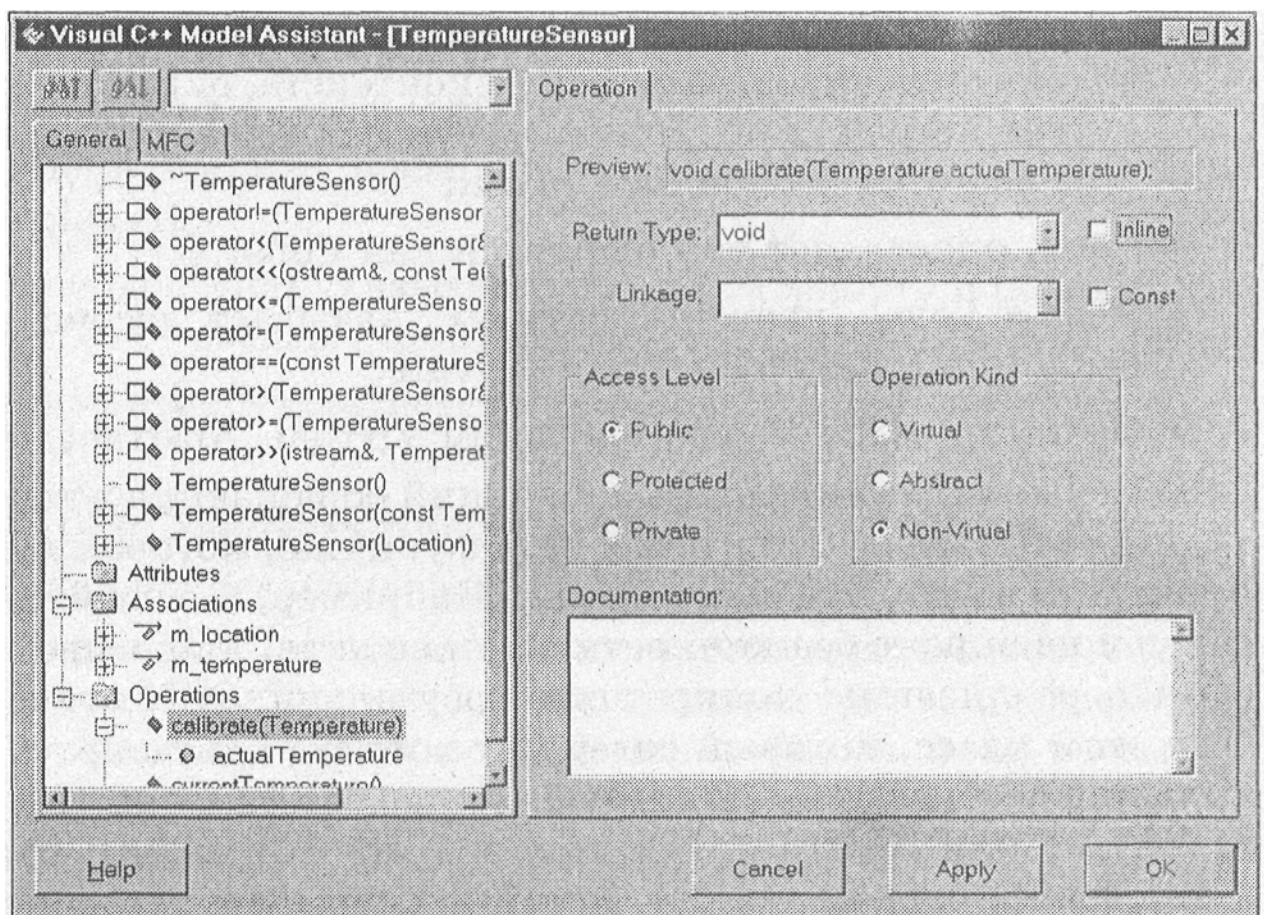 Visual C++ Model Assistant - [TemperatureSensor]
General
MFC
~TemperatureSensor()
operator!=(TemperatureSensor
operator<(TemperatureSensor&
operator<<(ostream&, const Te
operator<=(TemperatureSenso
operator=(TemperatureSensor&
operator==(const TemperatureS
operator>(TemperatureSensor&
operator>=(TemperatureSenso
operator>>(istream&, Temperat
TemperatureSensor()
TemperatureSensor(const Tem
TemperatureSensor(Location)
Attributes
Associations
m_location
m_temperature
Operations
calibrate(Temperature)
actualTemperature
currentTemperature()
Operation
Preview: void calibrate(Temperature actualTemperature);
Return Type: void
Inline
Linkage:
Const
Access Level
Public
Protected
Private
Operation Kind
Virtual
Abstract
Non-Virtual
Documentation:
Help
Cancel
Apply
OK